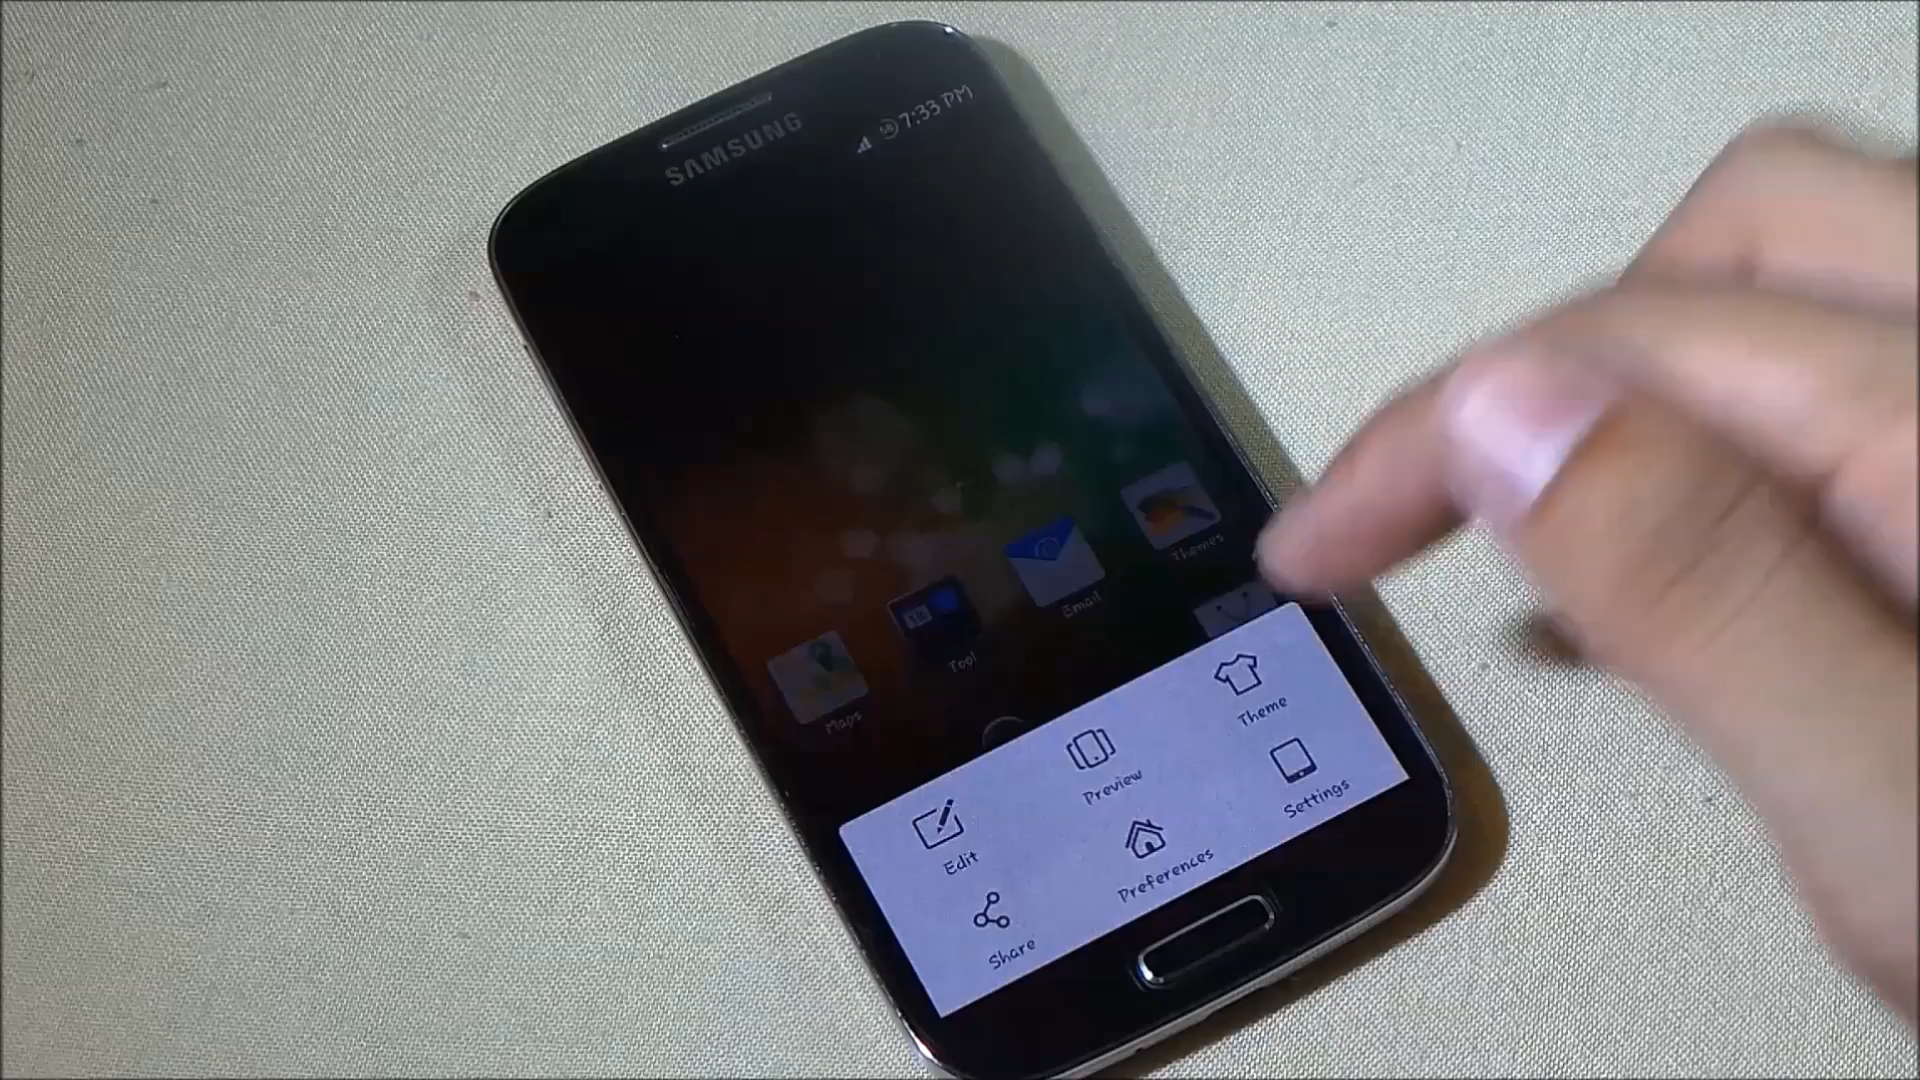 SAMSUNG
7:33 PM
Themes
Email
Tool
Maps
Theme
Preview
Edit
Settings
Preferences
Share